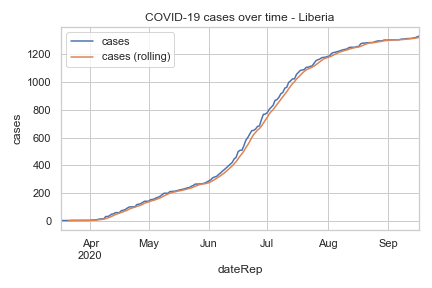 COVID-19 cases over time - Liberia
cases
cases (rolling)
1200
1000
800
600
400
200
0
cases
Apr
2020
May
Jun
Jul
Aug
Sep
dateRep